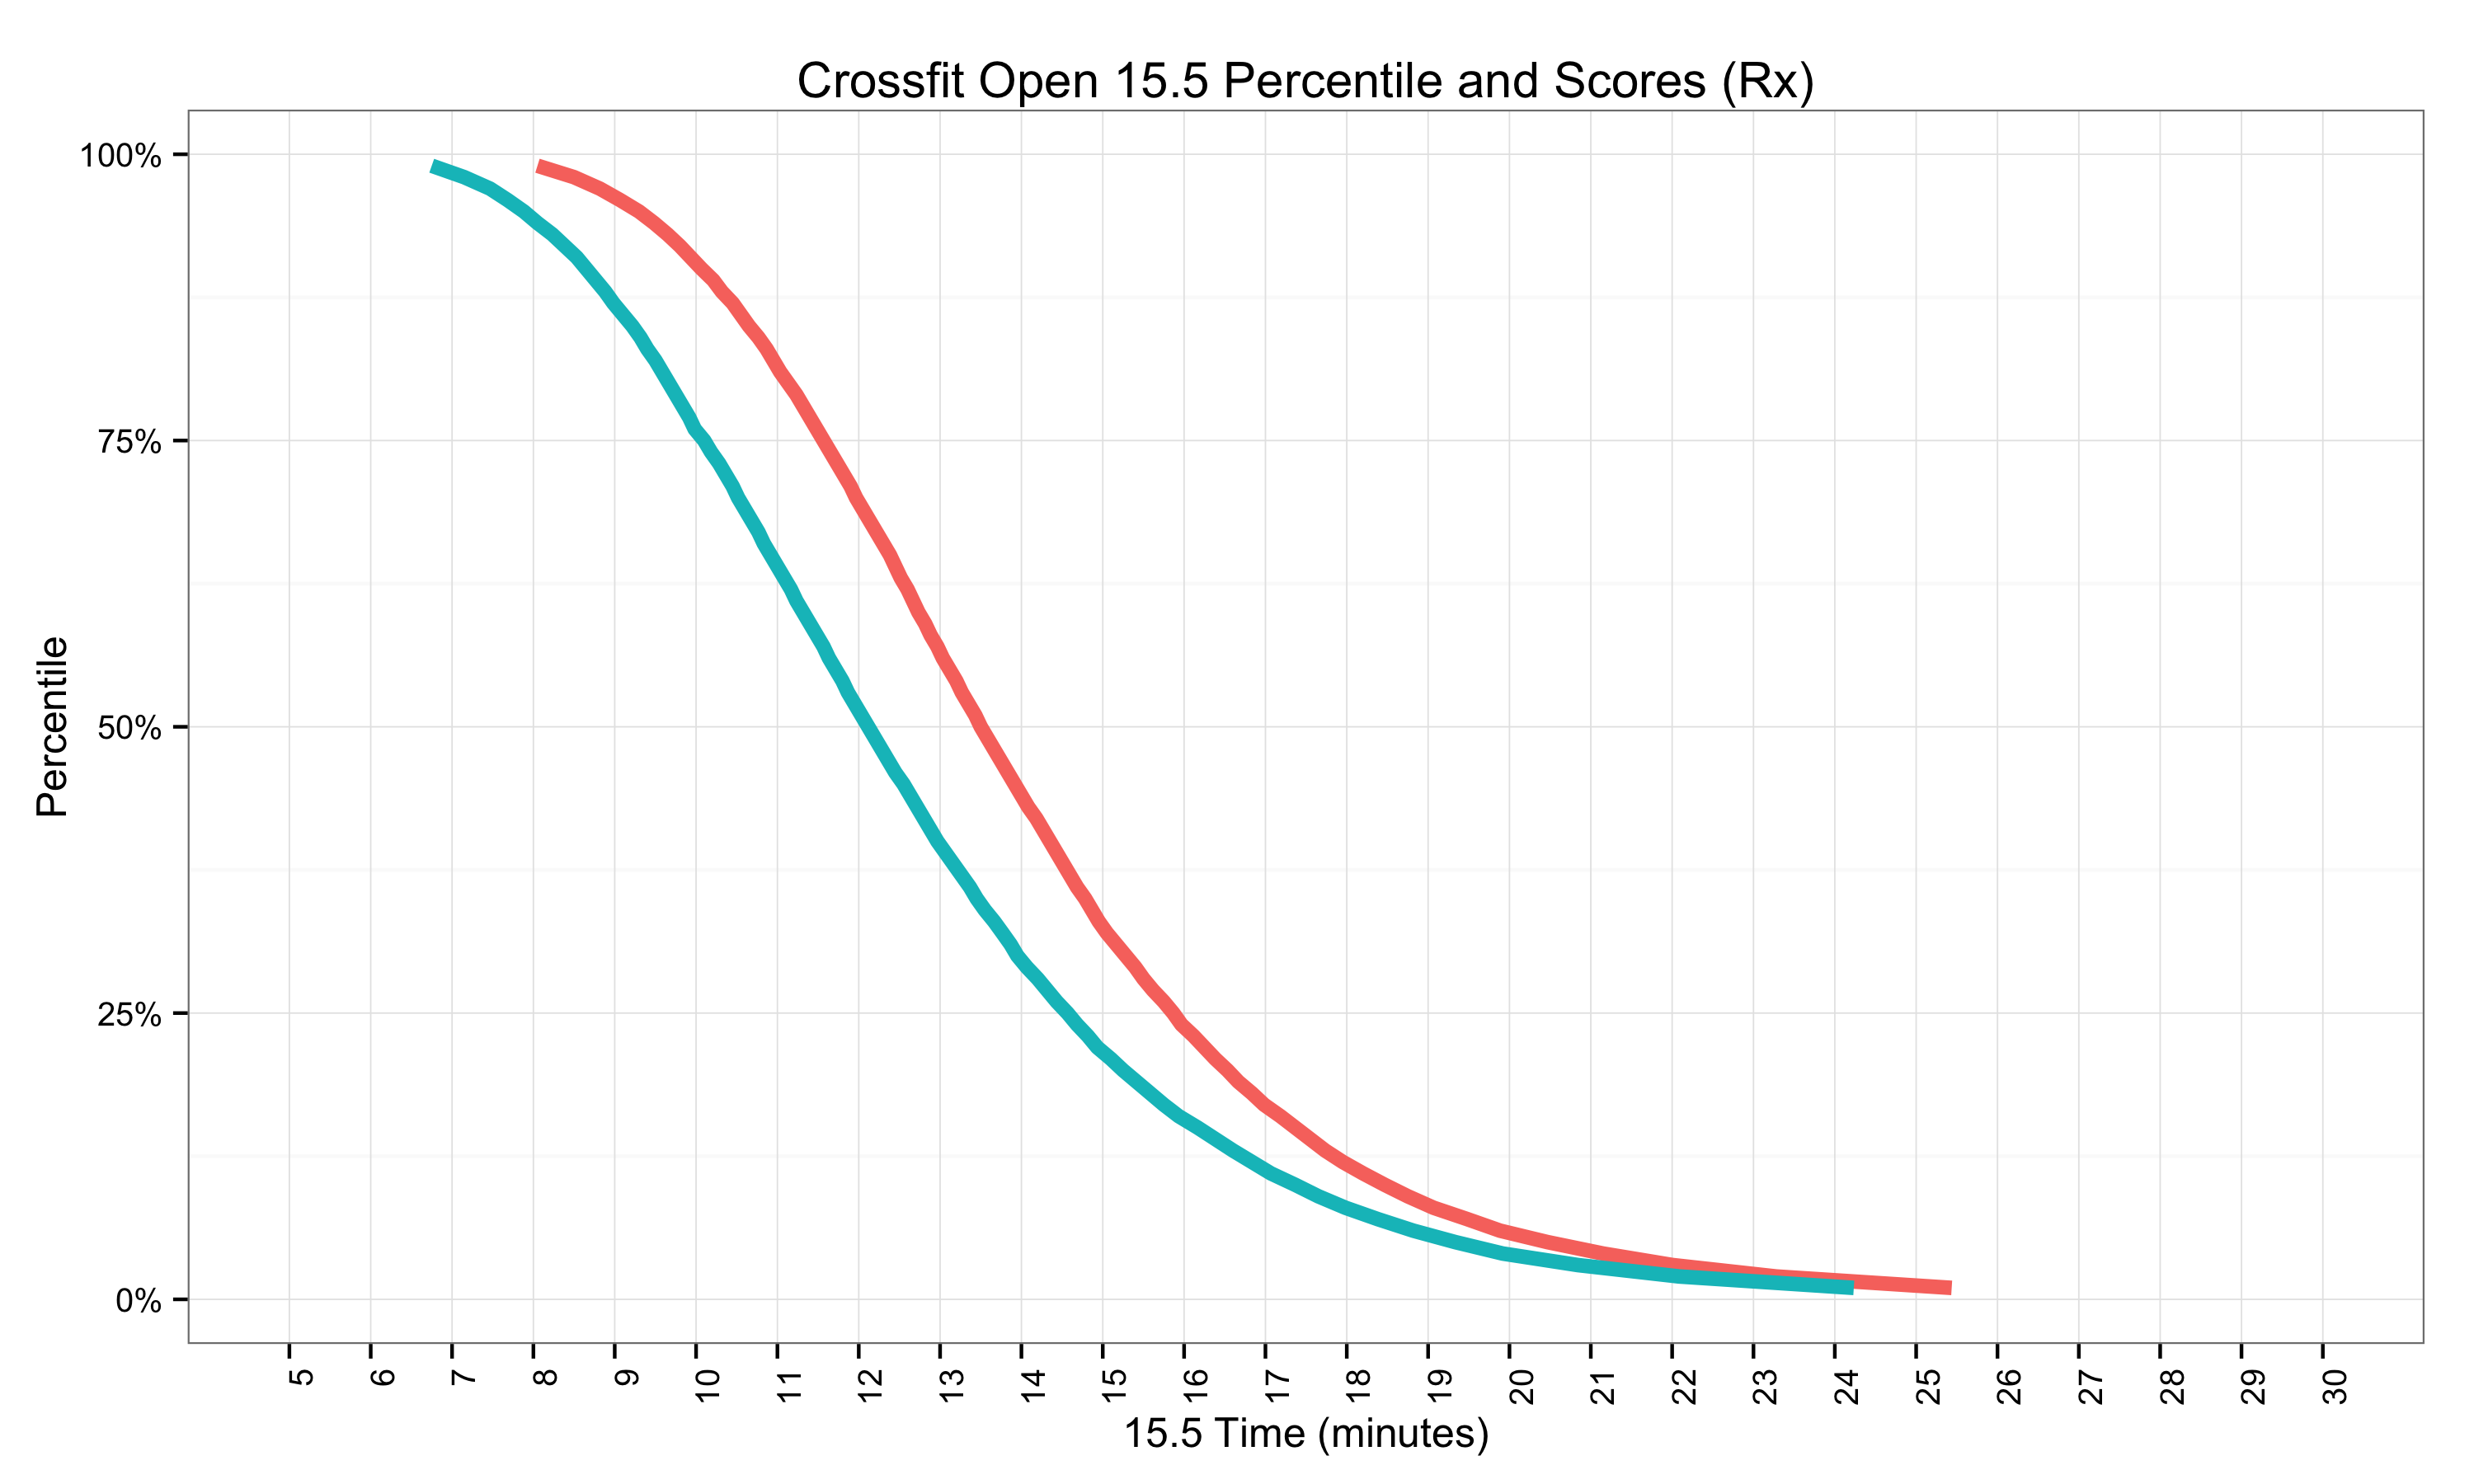 Crossfit Open 15.5 Percentile and Scores (Rx)
100%
75%
50%
25%
0%
Percentile
5 6 7 8 9 10 11 12 13 14 15 16 17 18 19 20 21 22 23 24 25 26 27 28 29 30
15.5 Time (minutes)